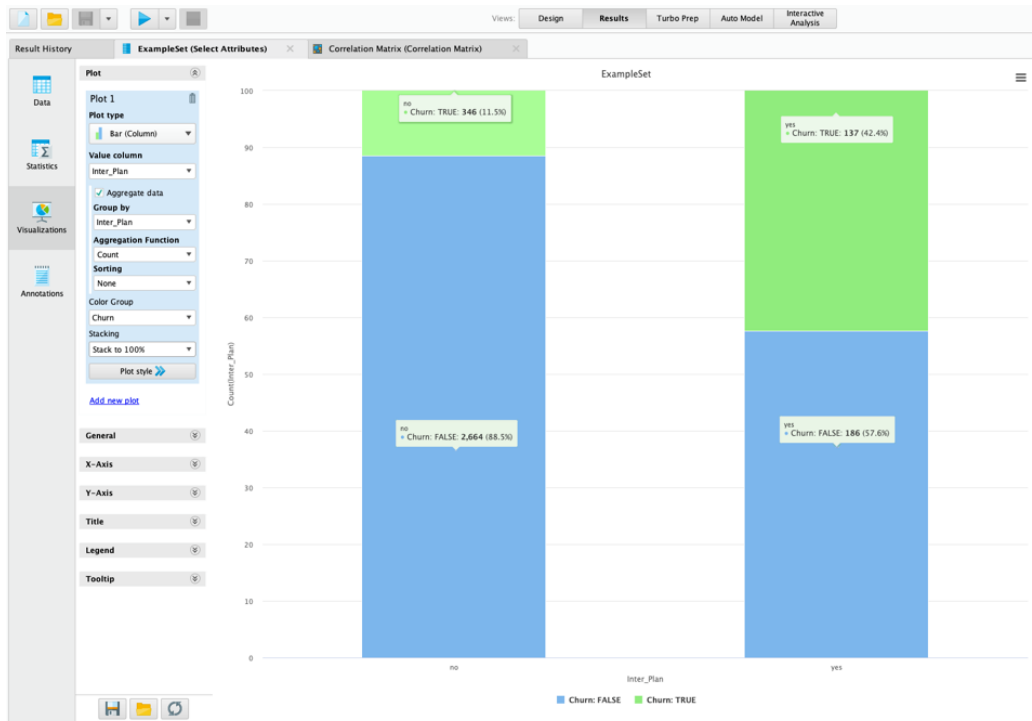 Views:
Design
Results
Turbo Prep
Auto Model
Interactive
Analysis
Result History
ExampleSet (Select Attributes)
Correlation Matrix (Correlation Matrix)
Data
Statistics
Visualizations
Annotations
Plot
Plot 1
Plot type
Bar (Column)
Value column
Inter_Plan
Aggregate data
Group by
Inter_Plan
Aggregation Function
Count
Sorting
None
Color Group
Churn
Stacking
Stack to 100%
Plot style
Add new plot
General
X-Axis
Y-Axis
Title
Legend
Tooltip
ExampleSet
Count(Inter_Plan)
100
90
80
70
60
50
40
30
20
10
0
no
Churn: TRUE: 346 (11.5%)
yes
Churn: TRUE: 137 (42.4%)
no
Churn: FALSE: 2,664 (88.5%)
yes
Churn: FALSE: 186 (57.6%)
no
yes
Inter_Plan
Churn: FALSE
Churn: TRUE